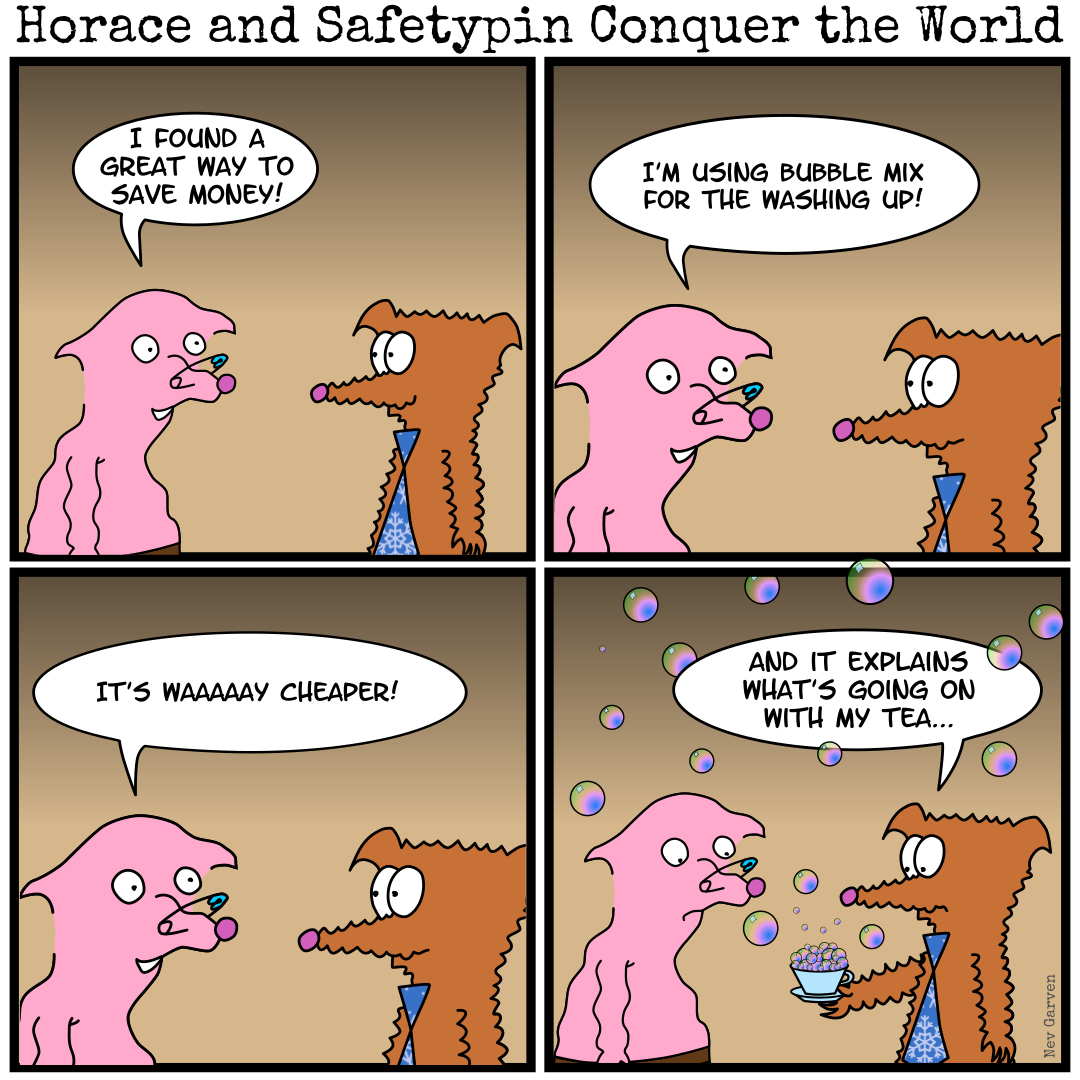 Horace and Safetypin Conquer the World
I FOUND A
GREAT WAY TO
SAVE MONEY!
I'M USING BUBBLE MIX
FOR THE WASHING UP!
IT'S WAAAAAY CHEAPER!
AND IT EXPLAINS
WHAT'S GOING ON
WITH MY TEA...
Nev Garven